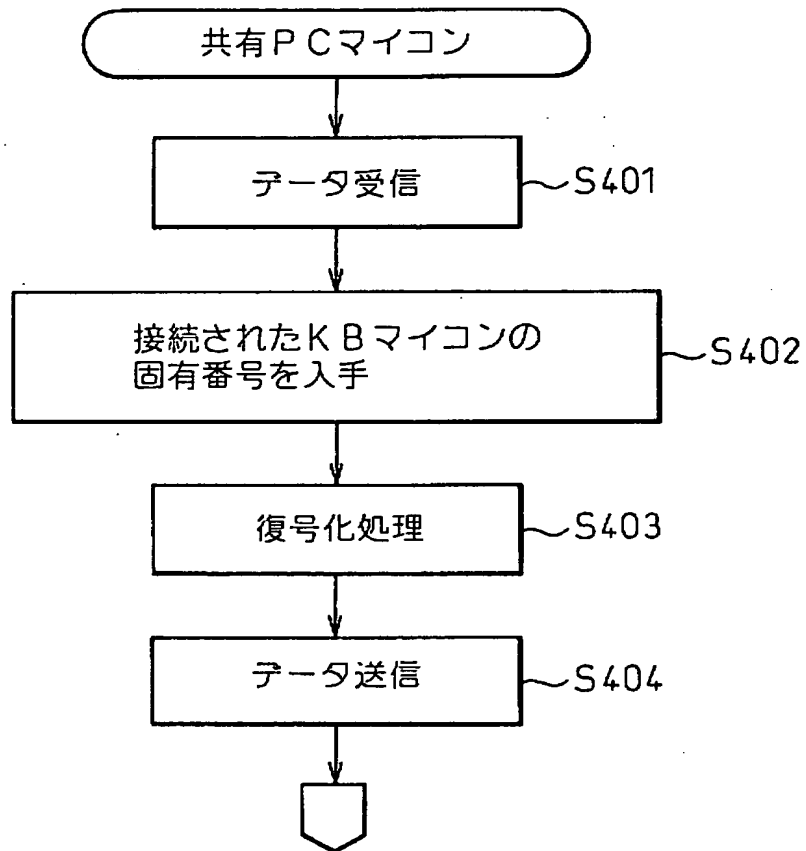 共有ＰＣマイコン
データ受信
S401
接続されたＫＢマイコンの
固有番号を入手
S402
復号化処理
S403
データ送信
S404